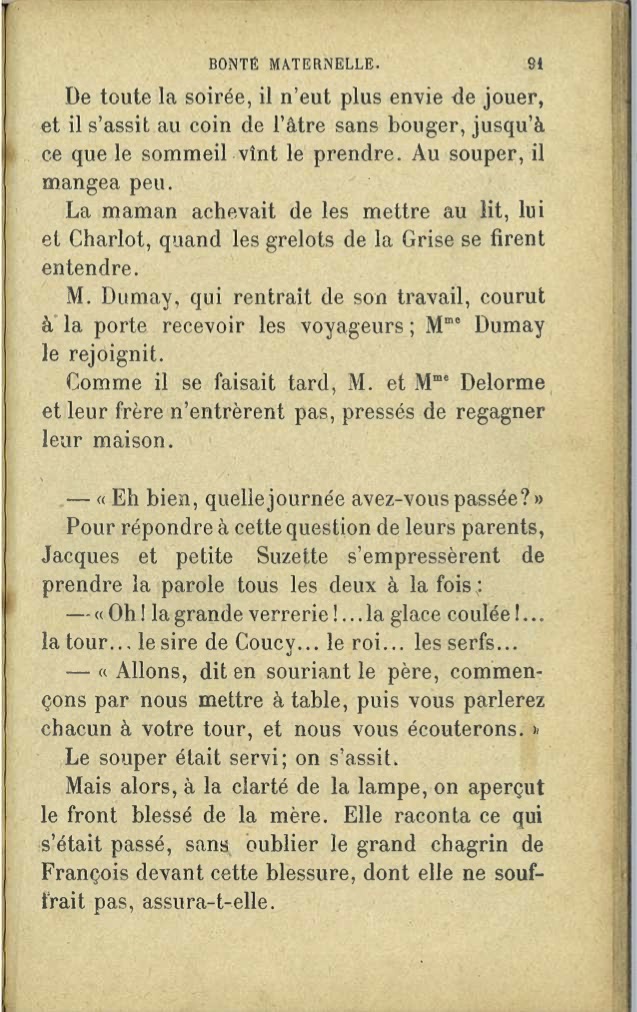 BONTÉ MATERNELLE. 91
De toute la soirée, il n'eut plus envie de jouer,
et il s'assit au coin de l'âtre sans bouger, jusqu'à
ce que le sommeil vînt le prendre. Au souper, il
mangea peu.
La maman achevait de les mettre au lit, lui
et Charlot, quand les grelots de la Grise se firent
entendre.
M. Dumay, qui rentrait de son travail, courut
à la porte recevoir les voyageurs ; Mme Dumay
le rejoignit.
Comme il se faisait tard, M. et Mme Delorme
et leur frère n'entrèrent pas, pressés de regagner
leur maison.
— « Eh bien, quelle journée avez-vous passée ? »
Pour répondre à cette question de leurs parents,
Jacques et petite Suzette s'empressèrent de
prendre la parole tous les deux à la fois :
— « Oh ! la grande verrerie !... la glace coulée !...
la tour... le sire de Coucy... le roi... les serfs...
— « Allons, dit en souriant le père, commen-
çons par nous mettre à table, puis vous parlerez
chacun à votre tour, et nous vous écouterons. »
Le souper était servi ; on s'assit.
Mais alors, à la clarté de la lampe, on aperçut
le front blessé de la mère. Elle raconta ce qui
s'était passé, sans oublier le grand chagrin de
François devant cette blessure, dont elle ne souf-
frait pas, assura-t-elle.